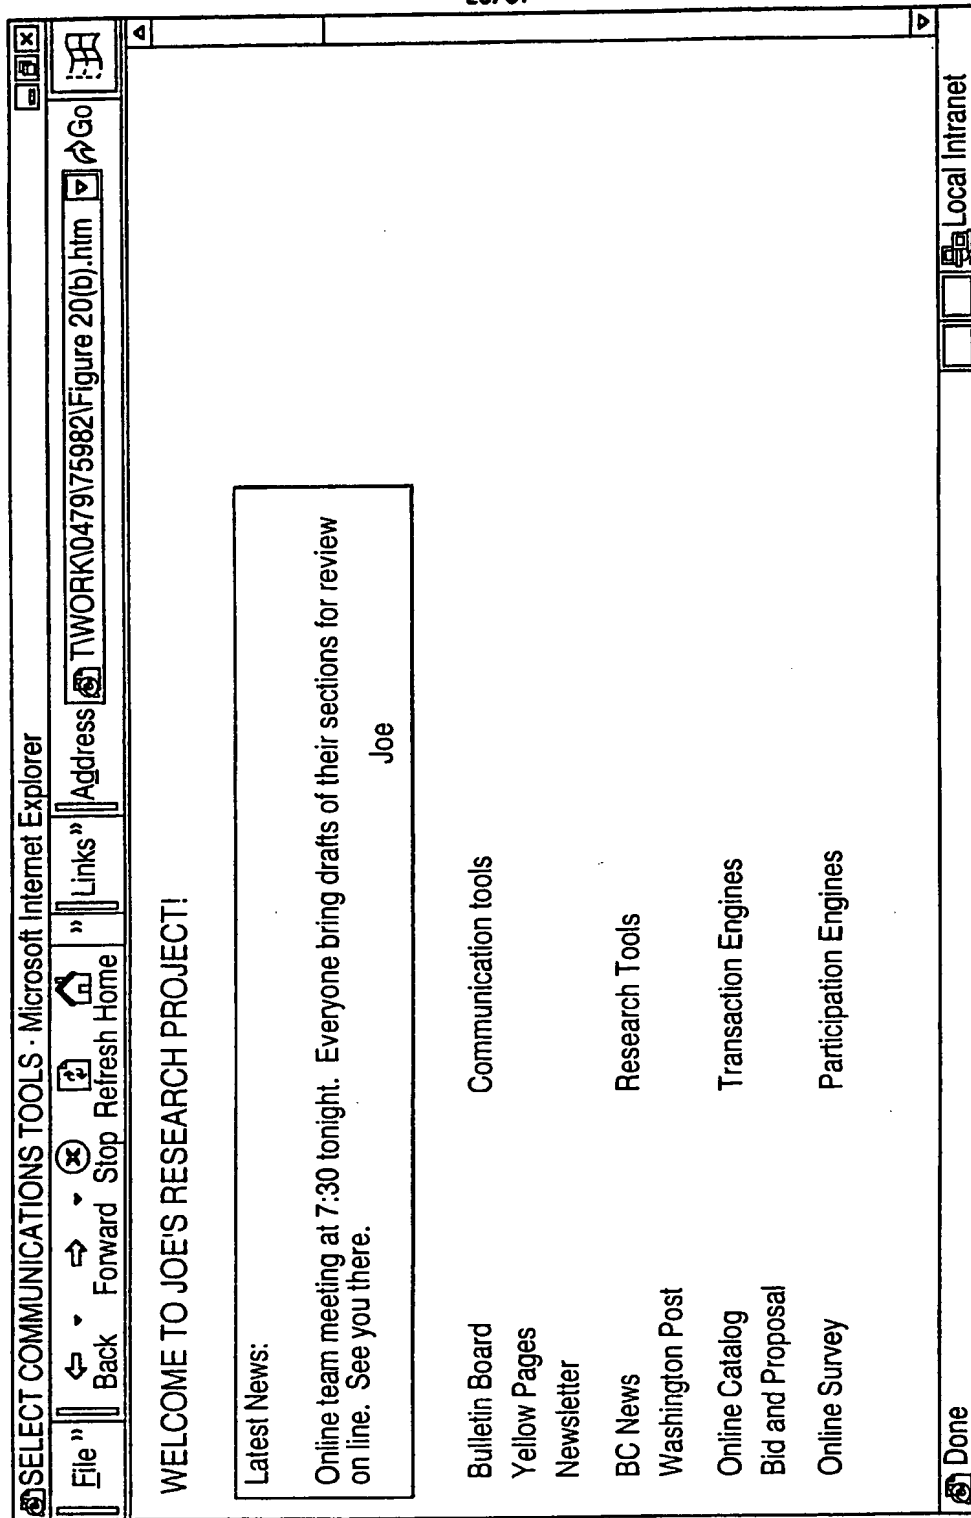 SELECT COMMUNICATIONS TOOLS - Microsoft Internet Explorer
File » Back Forward Stop Refresh Home » Links » Address T\WORK\0479\75982\Figure 20(b).htm Go
WELCOME TO JOE'S RESEARCH PROJECT!
Latest News:
Online team meeting at 7:30 tonight. Everyone bring drafts of their sections for review
on line. See you there.
Joe
Bulletin Board Communication tools
Yellow Pages
Newsletter
BC News Research Tools
Washington Post
Online Catalog Transaction Engines
Bid and Proposal
Online Survey Participation Engines
Done Local Intranet